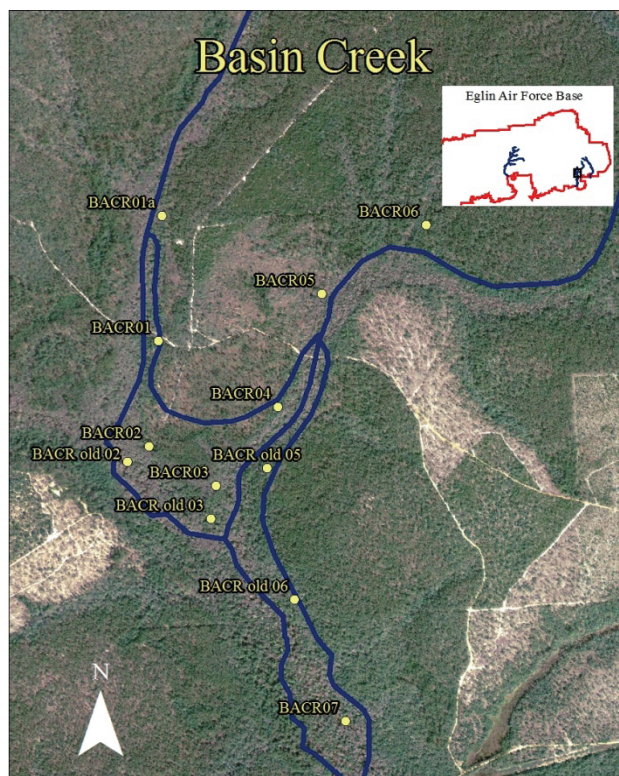 Basin Creek
Eglin Air Force Base
BACR01a
BACR06
BACR05
BACR01
BACR04
BACR02
BACR old 02
BACR old 05
BACR03
BACR old 03
BACR old 06
BACR07
N